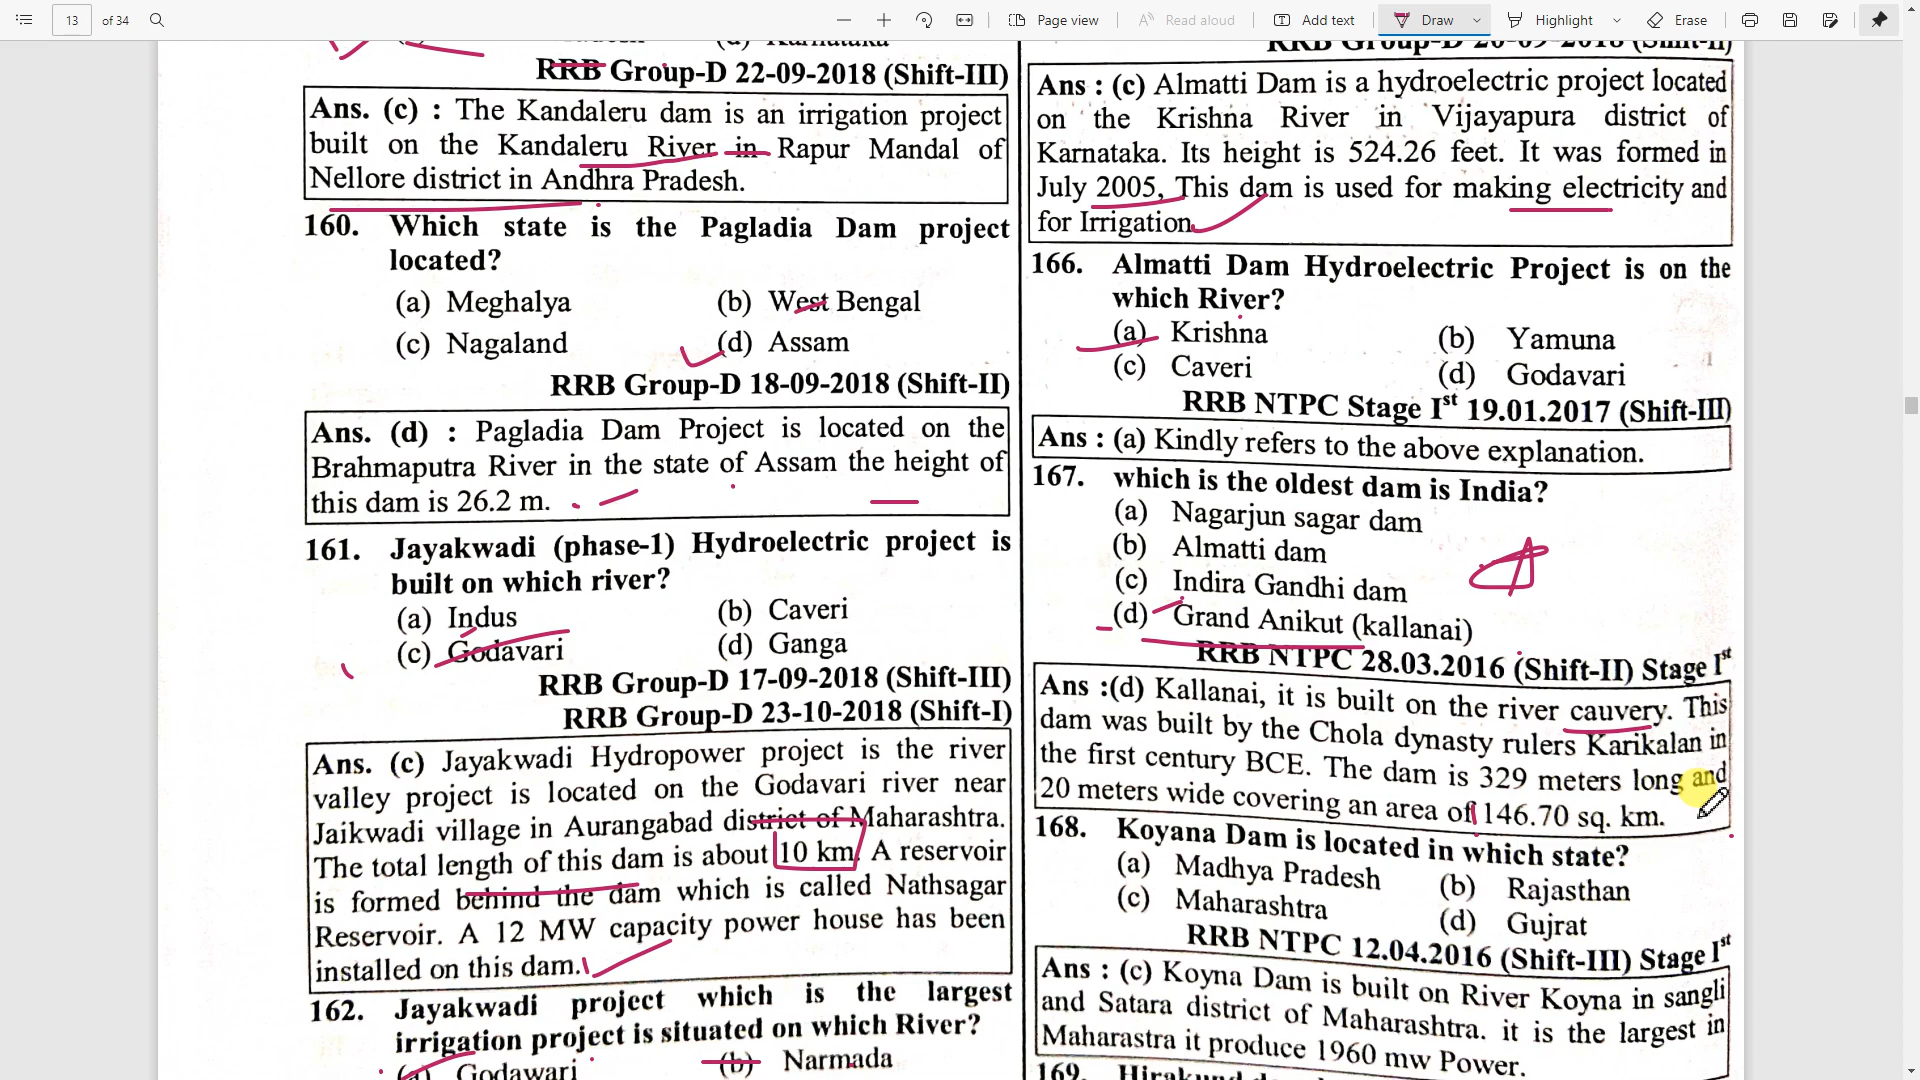 13 of 34
Page view
Read aloud
Add text
Draw
Highlight
Erase
RRB Group-D 22-09-2018 (Shift-III)
Ans. (c) : The Kandaleru dam is an irrigation project
built on the Kandaleru River in Rapur Mandal of
Nellore district in Andhra Pradesh.
160. Which state is the Pagladia Dam project
located?
(a) Meghalya (b) West Bengal
(c) Nagaland (d) Assam
RRB Group-D 18-09-2018 (Shift-II)
Ans. (d) : Pagladia Dam Project is located on the
Brahmaputra River in the state of Assam the height of
this dam is 26.2 m.
161. Jayakwadi (phase-1) Hydroelectric project is
built on which river?
(a) Indus (b) Caveri
(c) Godavari (d) Ganga
RRB Group-D 17-09-2018 (Shift-III)
RRB Group-D 23-10-2018 (Shift-I)
Ans. (c) Jayakwadi Hydropower project is the river
valley project is located on the Godavari river near
Jaikwadi village in Aurangabad district of Maharashtra.
The total length of this dam is about 10 km. A reservoir
is formed behind the dam which is called Nathsagar
Reservoir. A 12 MW capacity power house has been
installed on this dam.
162. Jayakwadi project which is the largest
irrigation project is situated on which River?
(a) Godawari (b) Narmada
RRB Group-D 20-09-2018 (Shift-II)
Ans : (c) Almatti Dam is a hydroelectric project located
on the Krishna River in Vijayapura district of
Karnataka. Its height is 524.26 feet. It was formed in
July 2005, This dam is used for making electricity and
for Irrigation.
166. Almatti Dam Hydroelectric Project is on the
which River?
(a) Krishna (b) Yamuna
(c) Caveri (d) Godavari
RRB NTPC Stage Ist 19.01.2017 (Shift-III)
Ans : (a) Kindly refers to the above explanation.
167. which is the oldest dam is India?
(a) Nagarjun sagar dam
(b) Almatti dam
(c) Indira Gandhi dam
(d) Grand Anikut (kallanai)
RRB NTPC 28.03.2016 (Shift-II) Stage Ist
Ans :(d) Kallanai, it is built on the river cauvery. This
dam was built by the Chola dynasty rulers Karikalan in
the first century BCE. The dam is 329 meters long and
20 meters wide covering an area of 146.70 sq. km.
168. Koyana Dam is located in which state?
(a) Madhya Pradesh (b) Rajasthan
(c) Maharashtra (d) Gujrat
RRB NTPC 12.04.2016 (Shift-III) Stage Ist
Ans : (c) Koyna Dam is built on River Koyna in sangli
and Satara district of Maharashtra. it is the largest in
Maharastra it produce 1960 mw Power.
169.